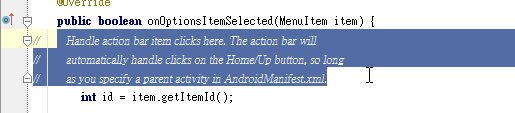 @Override
public boolean onOptionsItemSelected(MenuItem item) {
// Handle action bar item clicks here. The action bar will
// automatically handle clicks on the Home/Up button, so long
// as you specify a parent activity in AndroidManifest.xml.
int id = item.getItemId();